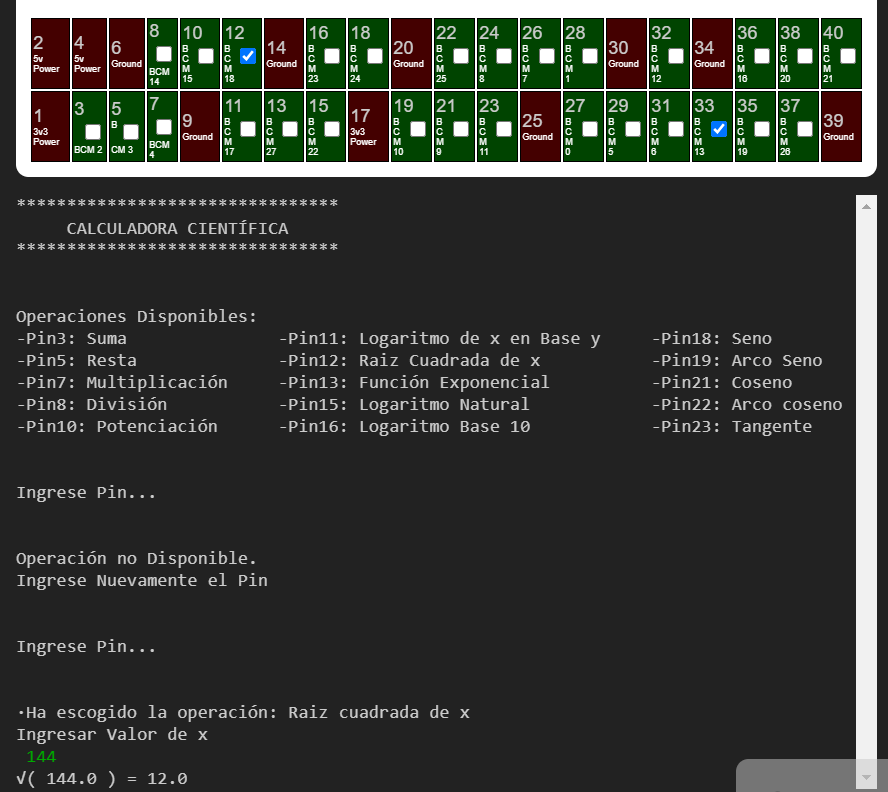 2 4 6 8 10 12 14 16 18 20 22 24 26 28 30 32 34 36 38 40
5v Power 5v Power Ground BCM 14 BCM 15 BCM 18 Ground BCM 23 BCM 24 Ground BCM 25 BCM 8 BCM 7 BCM 1 Ground BCM 12 Ground BCM 16 BCM 20 BCM 21
1 3 5 7 9 11 13 15 17 19 21 23 25 27 29 31 33 35 37 39
3v3 Power BCM 2 BCM 3 BCM 4 Ground BCM 17 BCM 27 BCM 22 3v3 Power BCM 10 BCM 9 BCM 11 Ground BCM 0 BCM 5 BCM 6 BCM 13 BCM 19 BCM 26 Ground
********************************
CALCULADORA CIENTÍFICA
********************************
Operaciones Disponibles:
-Pin3: Suma -Pin11: Logaritmo de x en Base y -Pin18: Seno
-Pin5: Resta -Pin12: Raiz Cuadrada de x -Pin19: Arco Seno
-Pin7: Multiplicación -Pin13: Función Exponencial -Pin21: Coseno
-Pin8: División -Pin15: Logaritmo Natural -Pin22: Arco coseno
-Pin10: Potenciación -Pin16: Logaritmo Base 10 -Pin23: Tangente
Ingrese Pin...
Operación no Disponible.
Ingrese Nuevamente el Pin
Ingrese Pin...
·Ha escogido la operación: Raiz cuadrada de x
Ingresar Valor de x
144
√( 144.0 ) = 12.0